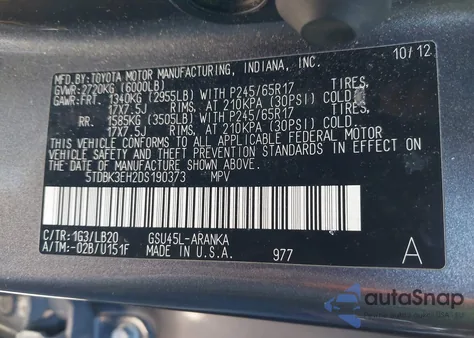 MFD.BY: TOYOTA MOTOR MANUFACTURING, INDIANA, INC. 10/12
GVWR: 2720KG (6000LB)
GAWR: FRT. 1340KG (2955LB) WITH P245/65R17 TIRES,
17X7.5J RIMS, AT 210KPA (30PSI) COLD
RR. 1585KG (3505LB) WITH P245/65R17 TIRES,
17X7.5J RIMS, AT 210KPA (30PSI) COLD
THIS VEHICLE CONFORMS TO ALL APPLICABLE FEDERAL MOTOR
VEHICLE SAFETY AND THEFT PREVENTION STANDARDS IN EFFECT ON
THE DATE OF MANUFACTURE SHOWN ABOVE.
5TDBK3EH2DS190373 MPV
C/TR: 1G3/LB20 GSU45L-ARANKA
A/TM: -02B/U151F MADE IN U.S.A. 977 A
autoSnap